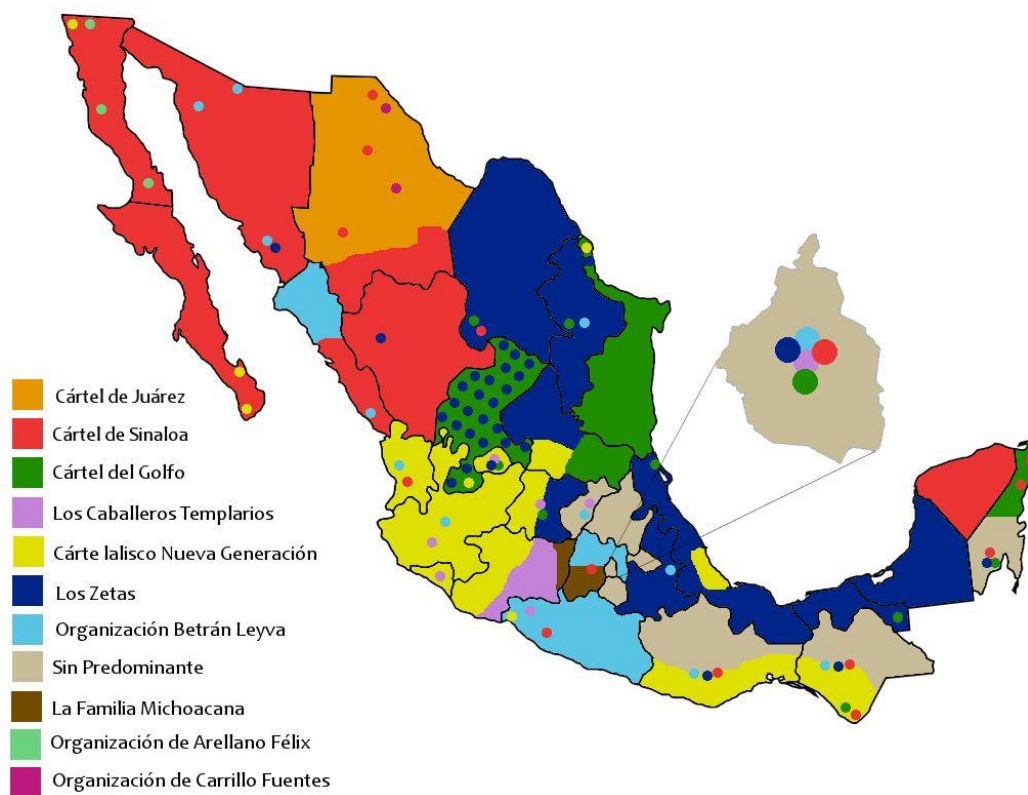 Cártel de Juárez
Cártel de Sinaloa
Cártel del Golfo
Los Caballeros Templarios
Cárte lalisco Nueva Generación
Los Zetas
Organización Betrán Leyva
Sin Predominante
La Familia Michoacana
Organización de Arellano Félix
Organización de Carrillo Fuentes